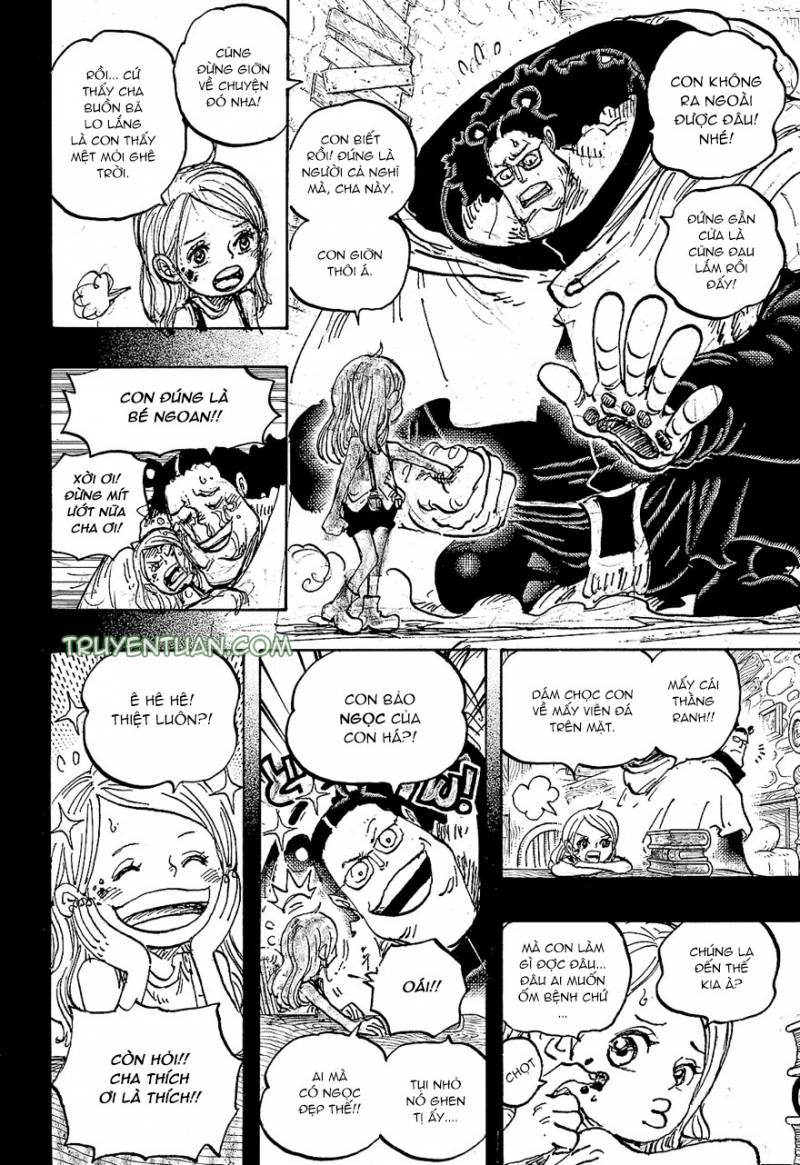 CON KHÔNG
RA NGOÀI
ĐƯỢC ĐÂU!
NHÉ!
ĐỨNG GẦN
CỬA LÀ
CŨNG ĐAU
LẮM RỒI
ĐẤY!
CON BIẾT
RỒI! ĐÚNG LÀ
NGƯỜI CẢ NGHĨ
MÀ, CHA NÀY.
CON GIỠN
THÔI Á.
CŨNG
ĐỪNG GIỠN
VỀ CHUYỆN
ĐÓ NHA!
RỒI... CỨ
THẤY CHA
BUỒN BÃ
LO LẮNG
LÀ CON THẤY
MỆT MỎI GHÊ
TRỜI.
CON ĐÚNG LÀ
BÉ NGOAN!!
XỜI ƠI!
ĐỪNG MÍT
ƯỚT NỮA
CHA ƠI!
TRUYENTUAN.COM
MẤY CÁI
THẰNG
RANH!!
DÁM CHỌC CON
VỀ MẤY VIÊN ĐÁ
TRÊN MẶT.
CHÚNG LẠ
ĐẾN THẾ
KIA À?
MÀ CON LÀM
GÌ ĐỢC ĐÂU...
ĐÂU AI MUỐN
ỐM BỆNH CHỨ
...
CHỌT
CON BẢO
NGỌC CỦA
CON HẢ?!
OÁI!!
TỤI NHỎ
NÓ GHEN
TỊ ẤY....
AI MÀ
CÓ NGỌC
ĐẸP THẾ!!
Ê HÊ HÊ!
THIỆT LUÔN?!
CÒN HỎI!!
CHA THÍCH
ƠI LÀ THÍCH!!